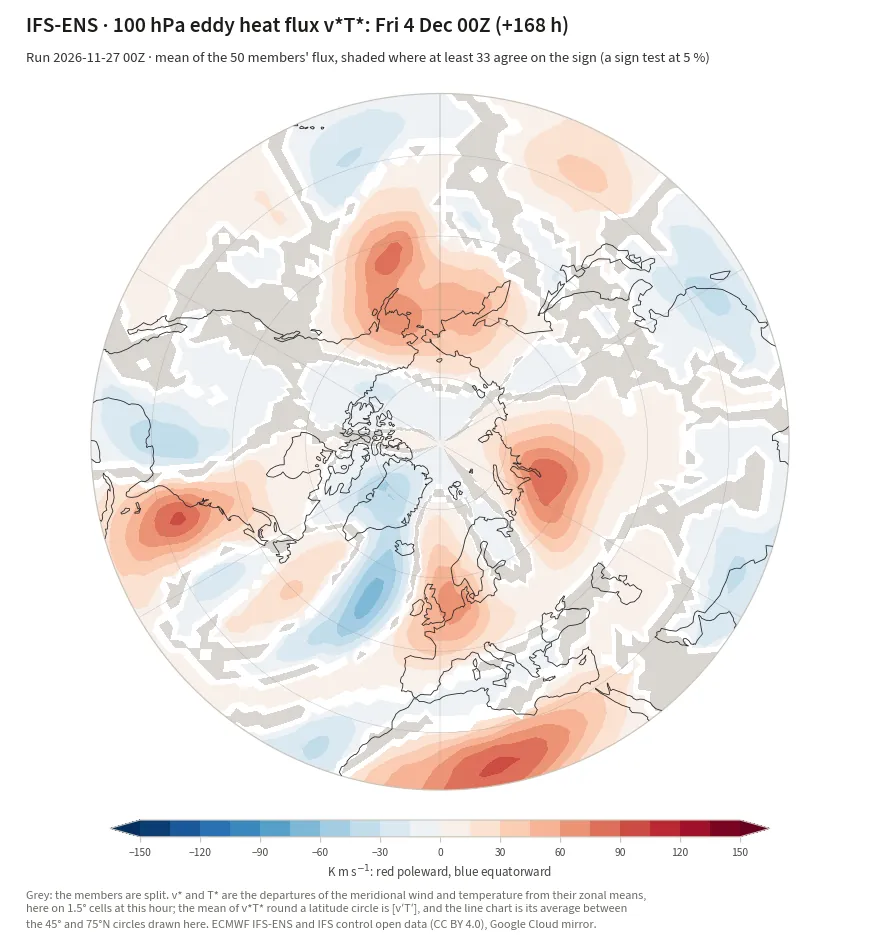 IFS-ENS · 100 hPa eddy heat flux v*T*: Fri 4 Dec 00Z (+168 h)
Run 2026-11-27 00Z · mean of the 50 members' flux, shaded where at least 33 agree on the sign (a sign test at 5 %)
−150 −120 −90 −60 −30 0 30 60 90 120 150
K m s⁻¹: red poleward, blue equatorward
Grey: the members are split. v* and T* are the departures of the meridional wind and temperature from their zonal means,
here on 1.5° cells at this hour; the mean of v*T* round a latitude circle is [v′T′], and the line chart is its average between
the 45° and 75°N circles drawn here. ECMWF IFS-ENS and IFS control open data (CC BY 4.0), Google Cloud mirror.